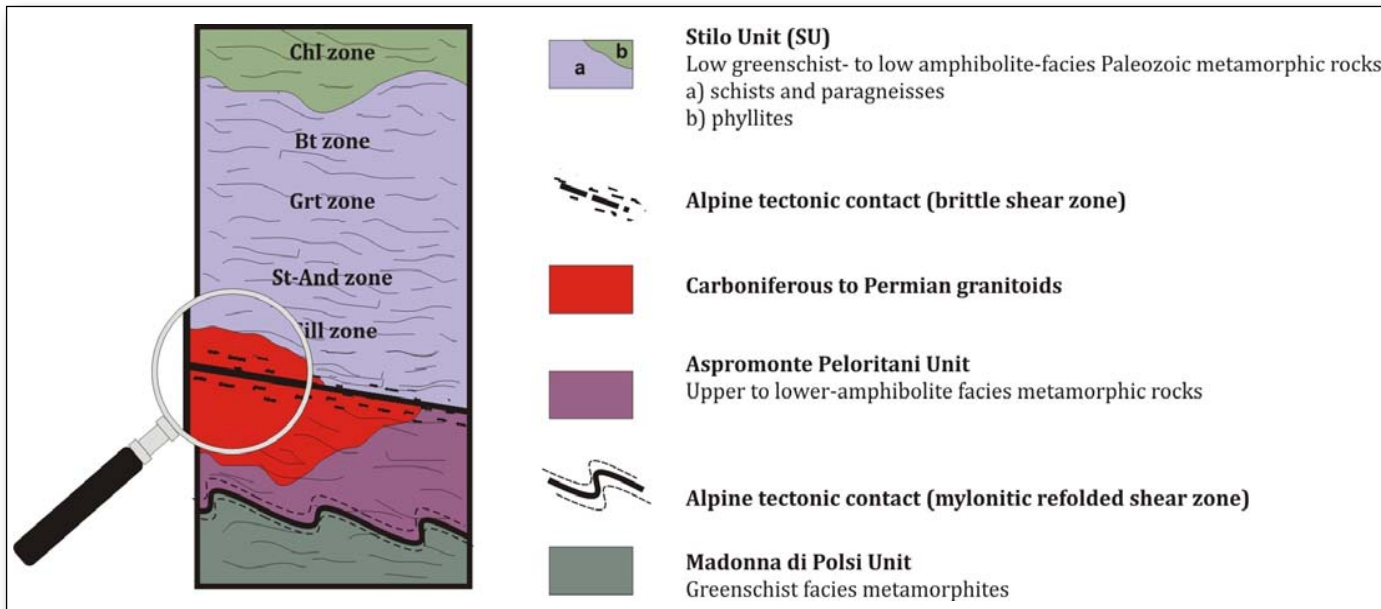 Chl zone
Bt zone
Grt zone
St-And zone
Sill zone
a
b
Stilo Unit (SU)
Low greenschist- to low amphibolite-facies Paleozoic metamorphic rocks
a) schists and paragneisses
b) phyllites
Alpine tectonic contact (brittle shear zone)
Carboniferous to Permian granitoids
Aspromonte Peloritani Unit
Upper to lower-amphibolite facies metamorphic rocks
Alpine tectonic contact (mylonitic refolded shear zone)
Madonna di Polsi Unit
Greenschist facies metamorphites